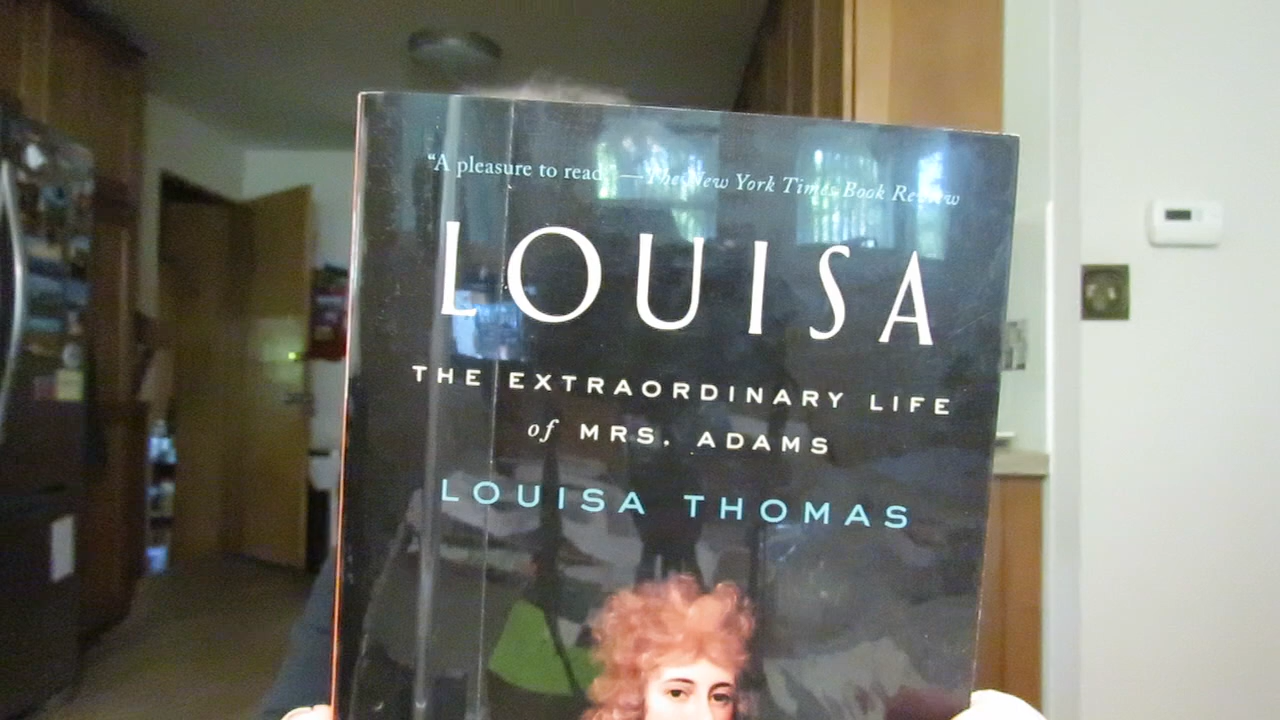 “A pleasure to read.” —The New York Times Book Review
LOUISA
THE EXTRAORDINARY LIFE
of MRS. ADAMS
LOUISA THOMAS